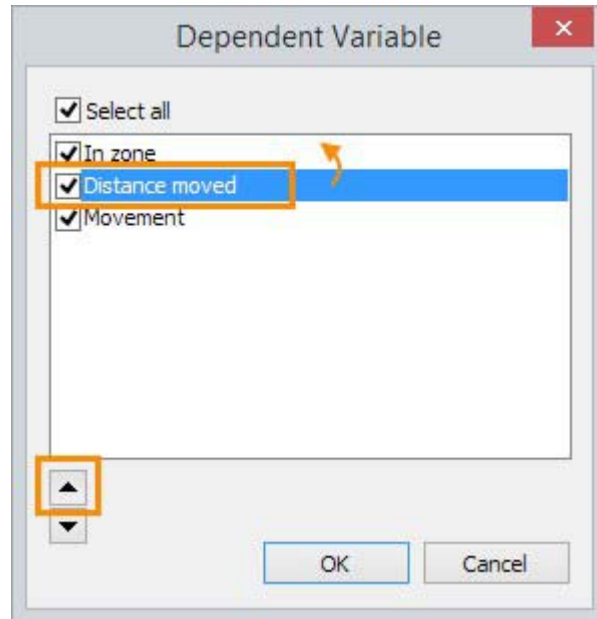 Dependent Variable
Select all
In zone
Distance moved
Movement
OK
Cancel